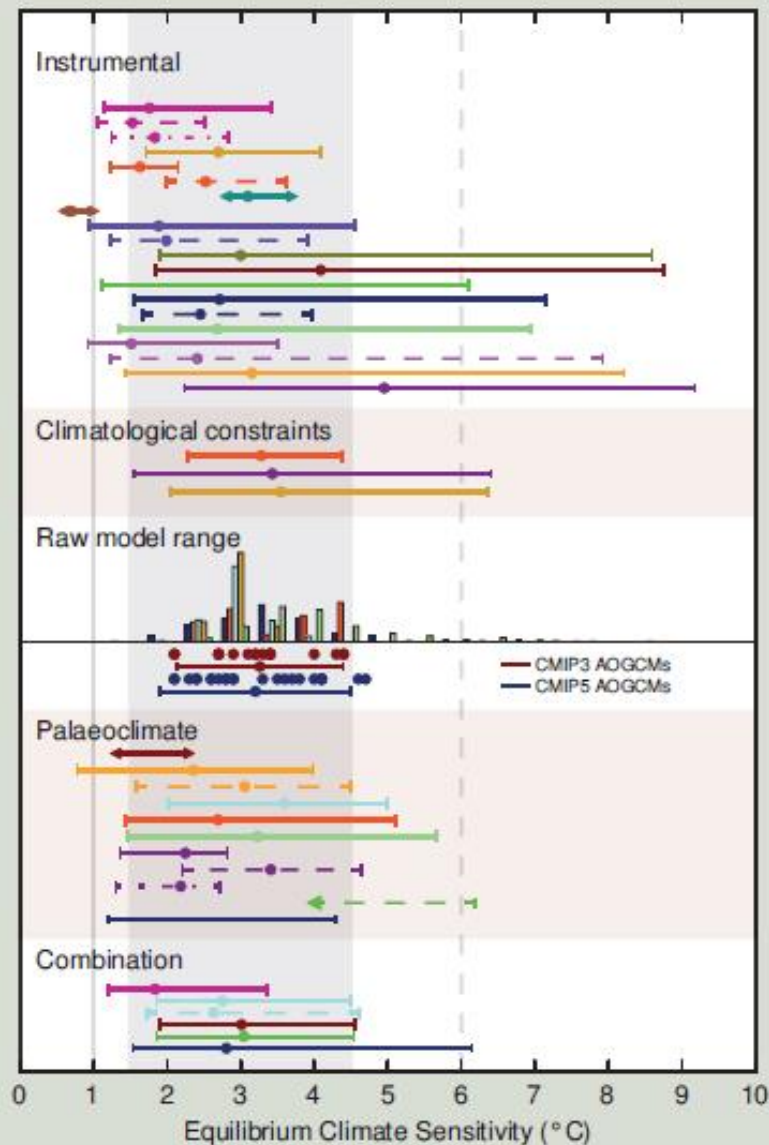 Instrumental
Climatological constraints
Raw model range
CMIP3 AOGCMs
CMIP5 AOGCMs
Palaeoclimate
Combination
0 1 2 3 4 5 6 7 8 9 10
Equilibrium Climate Sensitivity (°C)